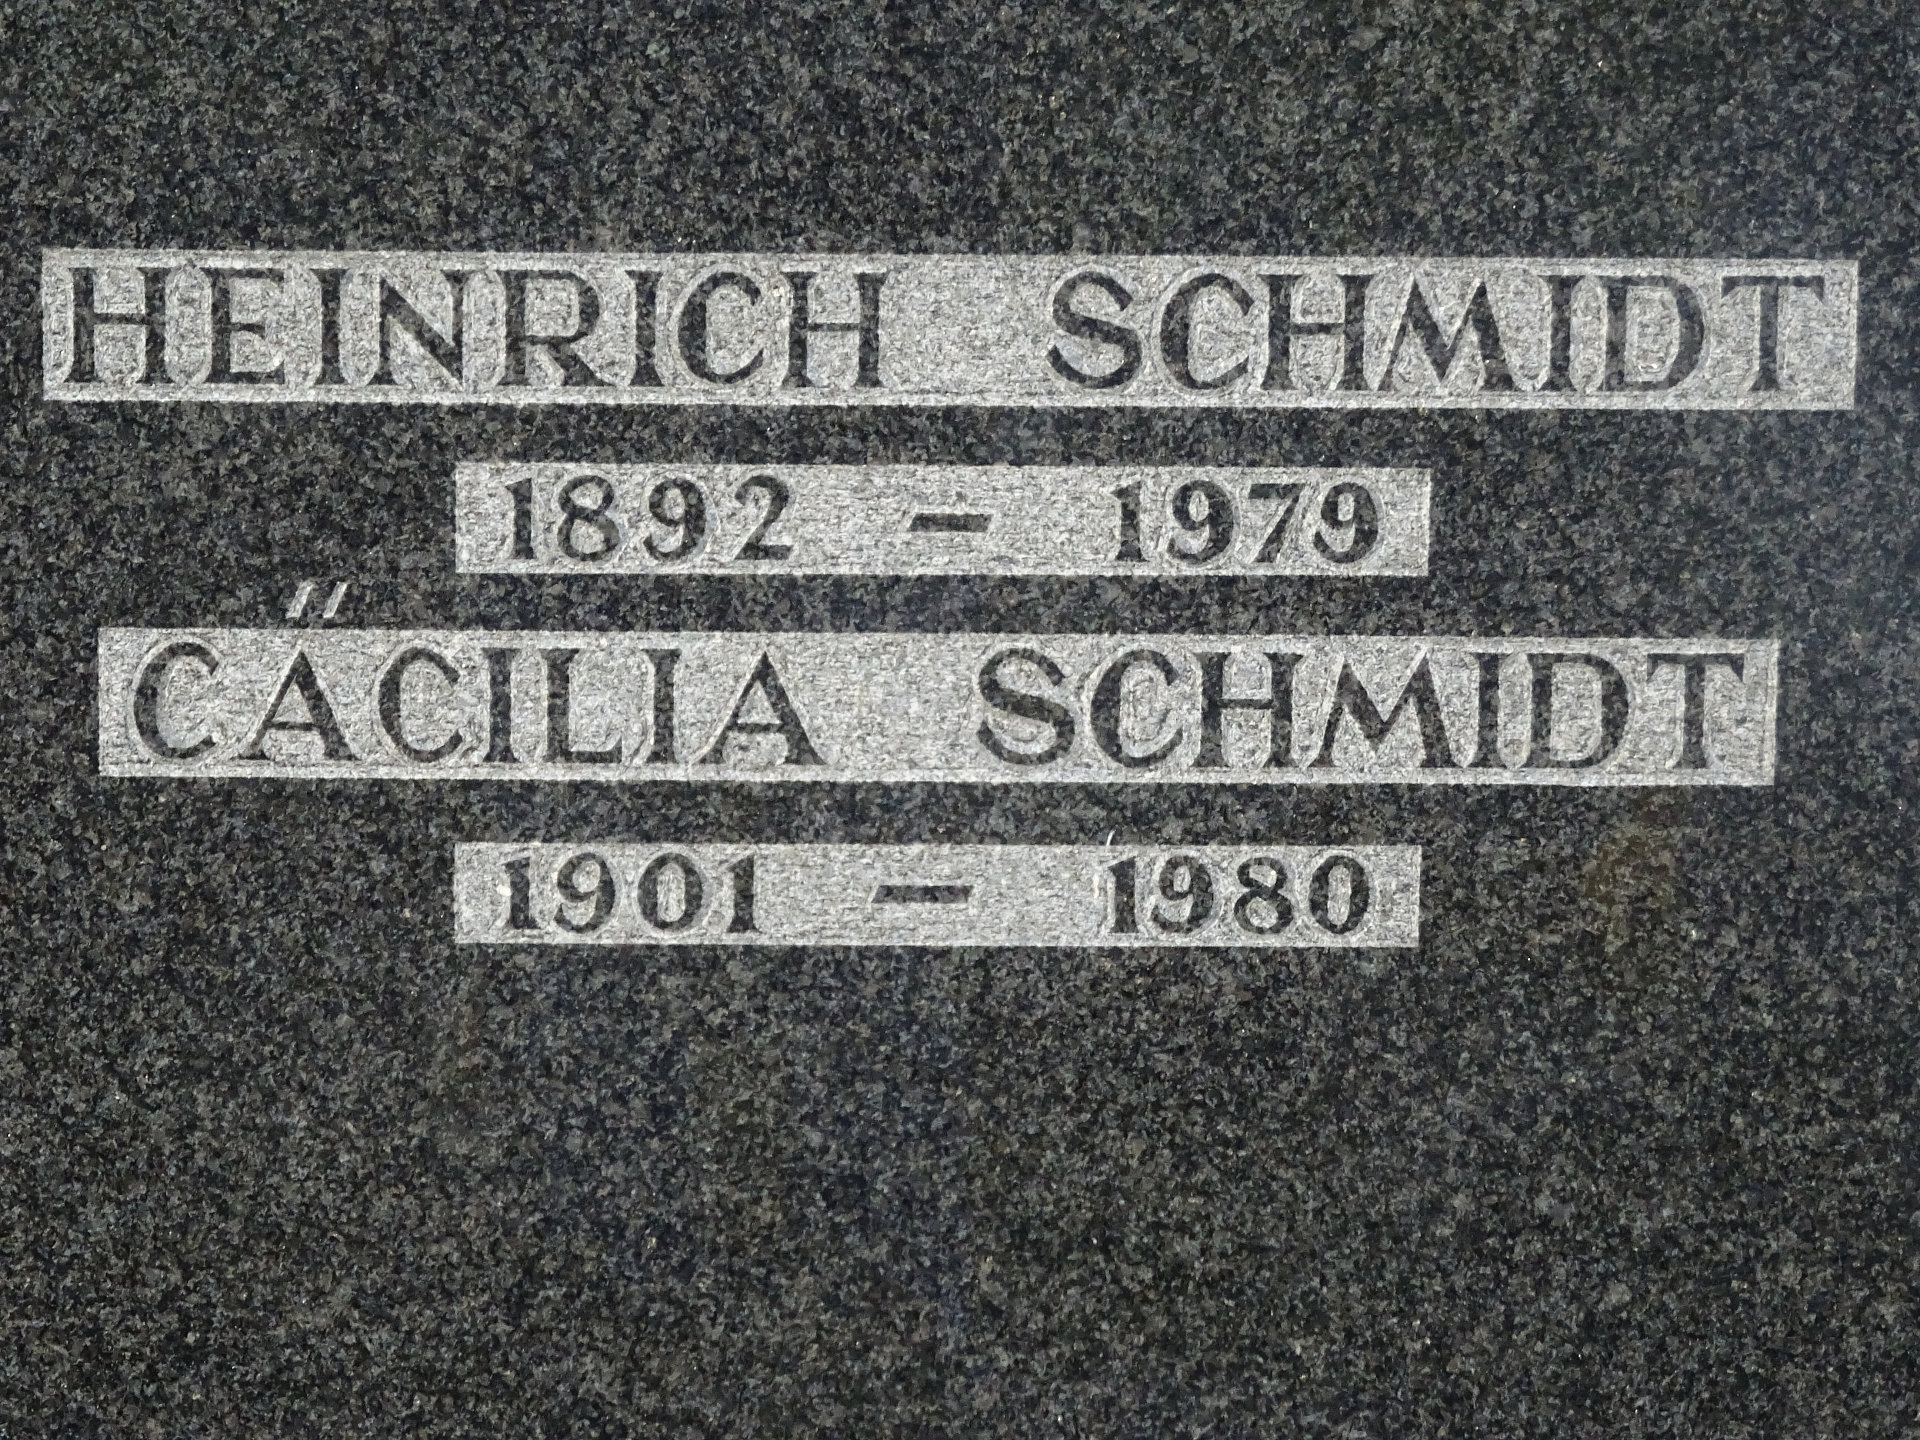 HEINRICH SCHMIDT
1892 – 1979
CÄCILIA SCHMIDT
1901 – 1980